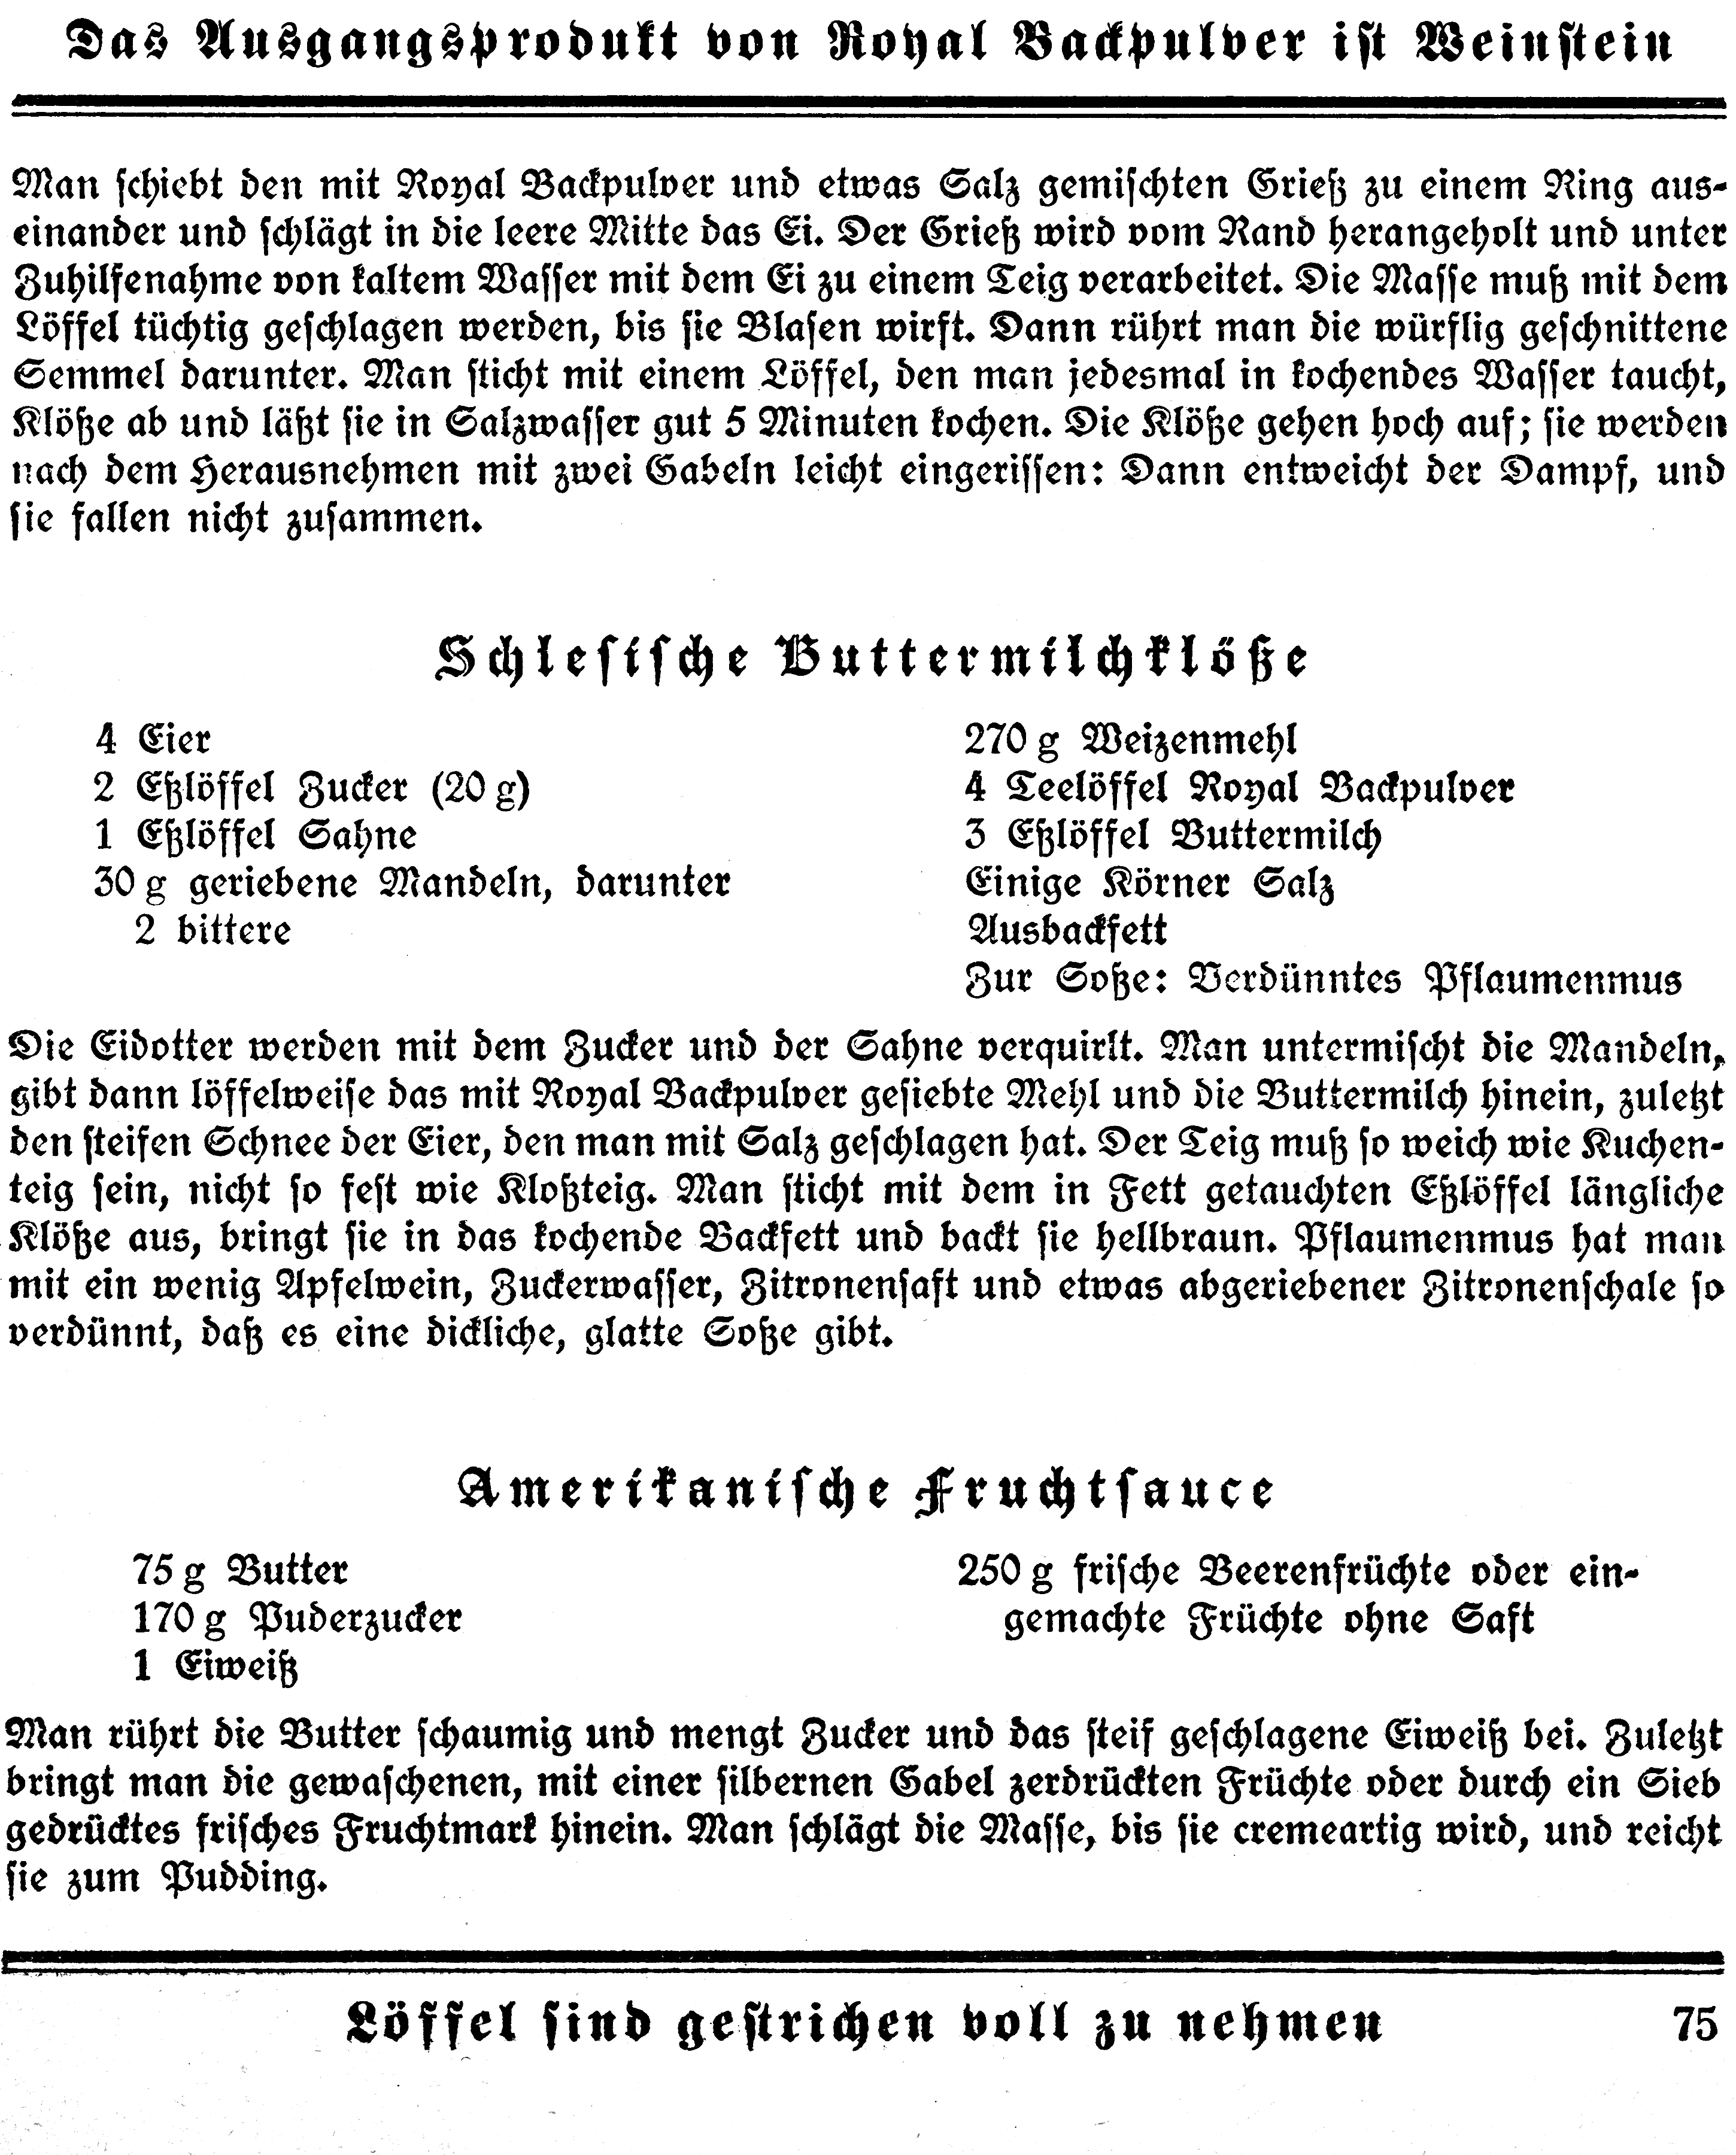 Das Ausgangsprodukt von Royal Backpulver ist Weinstein
Man schiebt den mit Royal Backpulver und etwas Salz gemischten Grieß zu einem Ring aus-
einander und schlägt in die leere Mitte das Ei. Der Grieß wird vom Rand herangeholt und unter
Zuhilfenahme von kaltem Wasser mit dem Ei zu einem Teig verarbeitet. Die Masse muß mit dem
Löffel tüchtig geschlagen werden, bis sie Blasen wirft. Dann rührt man die würflig geschnittene
Semmel darunter. Man sticht mit einem Löffel, den man jedesmal in kochendes Wasser taucht,
Klöße ab und läßt sie in Salzwasser gut 5 Minuten kochen. Die Klöße gehen hoch auf; sie werden
nach dem Herausnehmen mit zwei Gabeln leicht eingerissen: Dann entweicht der Dampf, und
sie fallen nicht zusammen.
Schlesische Buttermilchklöße
4 Eier
2 Eßlöffel Zucker (20 g)
1 Eßlöffel Sahne
30 g geriebene Mandeln, darunter
2 bittere
270 g Weizenmehl
4 Teelöffel Royal Backpulver
3 Eßlöffel Buttermilch
Einige Körner Salz
Ausbackfett
Zur Soße: Verdünntes Pflaumenmus
Die Eidotter werden mit dem Zucker und der Sahne verquirlt. Man untermischt die Mandeln,
gibt dann löffelweise das mit Royal Backpulver gesiebte Mehl und die Buttermilch hinein, zuletzt
den steifen Schnee der Eier, den man mit Salz geschlagen hat. Der Teig muß so weich wie Kuchen-
teig sein, nicht so fest wie Kloßteig. Man sticht mit dem in Fett getauchten Eßlöffel längliche
Klöße aus, bringt sie in das kochende Backfett und backt sie hellbraun. Pflaumenmus hat man
mit ein wenig Apfelwein, Zuckerwasser, Zitronensaft und etwas abgeriebener Zitronenschale so
verdünnt, daß es eine dickliche, glatte Soße gibt.
Amerikanische Fruchtsauce
75 g Butter
170 g Puderzucker
1 Eiweiß
250 g frische Beerenfrüchte oder ein-
gemachte Früchte ohne Saft
Man rührt die Butter schaumig und mengt Zucker und das steif geschlagene Eiweiß bei. Zuletzt
bringt man die gewaschenen, mit einer silbernen Gabel zerdrückten Früchte oder durch ein Sieb
gedrücktes frisches Fruchtmark hinein. Man schlägt die Masse, bis sie cremeartig wird, und reicht
sie zum Pudding.
Löffel sind gestrichen voll zu nehmen 75